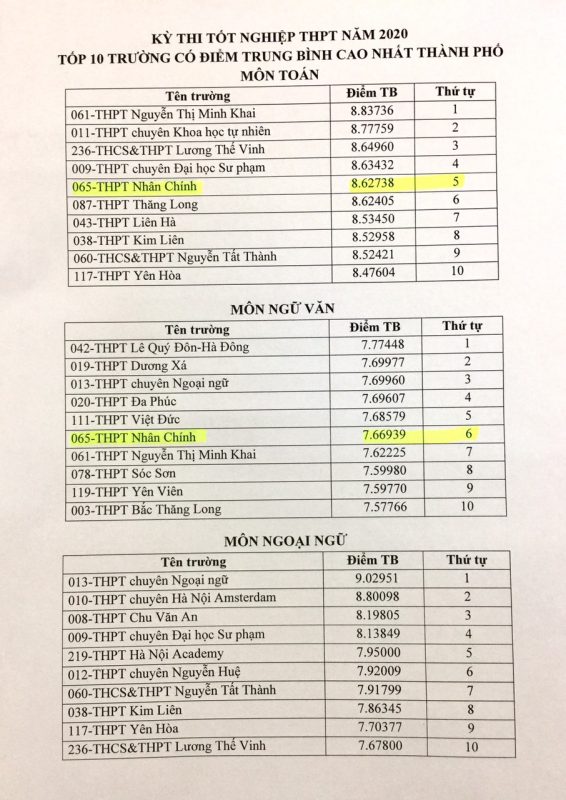 KỲ THI TỐT NGHIỆP THPT NĂM 2020
TỐP 10 TRƯỜNG CÓ ĐIỂM TRUNG BÌNH CAO NHẤT THÀNH PHỐ
MÔN TOÁN
Tên trường Điểm TB Thứ tự
061-THPT Nguyễn Thị Minh Khai 8.83736 1
011-THPT chuyên Khoa học tự nhiên 8.77759 2
236-THCS&THPT Lương Thế Vinh 8.64960 3
009-THPT chuyên Đại học Sư phạm 8.63432 4
065-THPT Nhân Chính 8.62738 5
087-THPT Thăng Long 8.62405 6
043-THPT Liên Hà 8.53450 7
038-THPT Kim Liên 8.52958 8
060-THCS&THPT Nguyễn Tất Thành 8.52421 9
117-THPT Yên Hòa 8.47604 10
MÔN NGỮ VĂN
Tên trường Điểm TB Thứ tự
042-THPT Lê Quý Đôn-Hà Đông 7.77448 1
019-THPT Dương Xá 7.69977 2
013-THPT chuyên Ngoại ngữ 7.69960 3
020-THPT Đa Phúc 7.69607 4
111-THPT Việt Đức 7.68579 5
065-THPT Nhân Chính 7.66939 6
061-THPT Nguyễn Thị Minh Khai 7.62225 7
078-THPT Sóc Sơn 7.59980 8
119-THPT Yên Viên 7.59770 9
003-THPT Bắc Thăng Long 7.57766 10
MÔN NGOẠI NGỮ
Tên trường Điểm TB Thứ tự
013-THPT chuyên Ngoại ngữ 9.02951 1
010-THPT chuyên Hà Nội Amsterdam 8.80098 2
008-THPT Chu Văn An 8.19805 3
009-THPT chuyên Đại học Sư phạm 8.13849 4
219-THPT Hà Nội Academy 7.95000 5
012-THPT chuyên Nguyễn Huệ 7.92009 6
060-THCS&THPT Nguyễn Tất Thành 7.91799 7
038-THPT Kim Liên 7.86345 8
117-THPT Yên Hòa 7.70377 9
236-THCS&THPT Lương Thế Vinh 7.67800 10